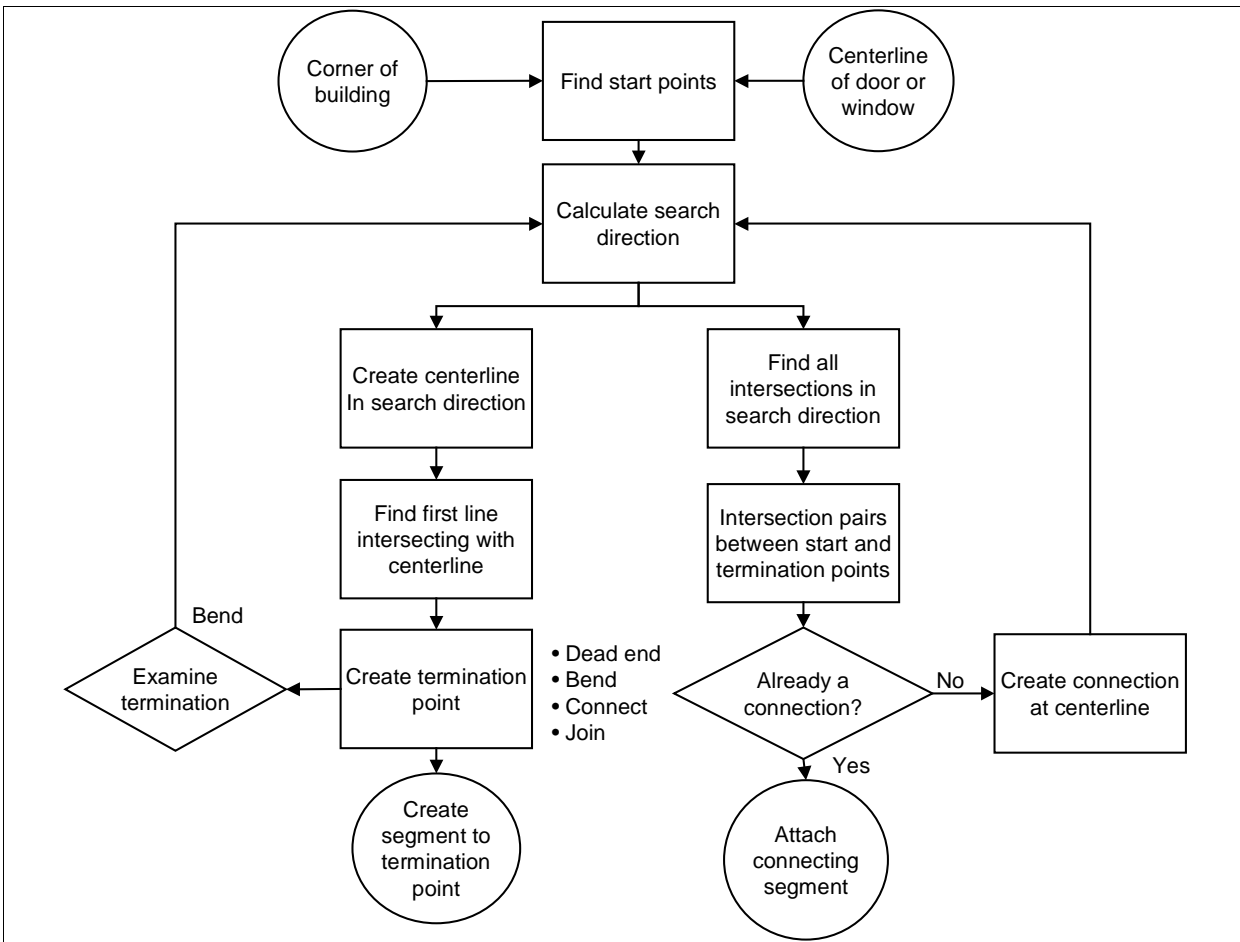 Corner of
building
Find start points
Centerline
of door or
window
Calculate search
direction
Create centerline
In search direction
Find all
intersections in
search direction
Find first line
intersecting with
centerline
Intersection pairs
between start and
termination points
Bend
Examine
termination
Create termination
point
• Dead end
• Bend
• Connect
• Join
Already a
connection?
No
Create connection
at centerline
Yes
Create
segment to
termination
point
Attach
connecting
segment